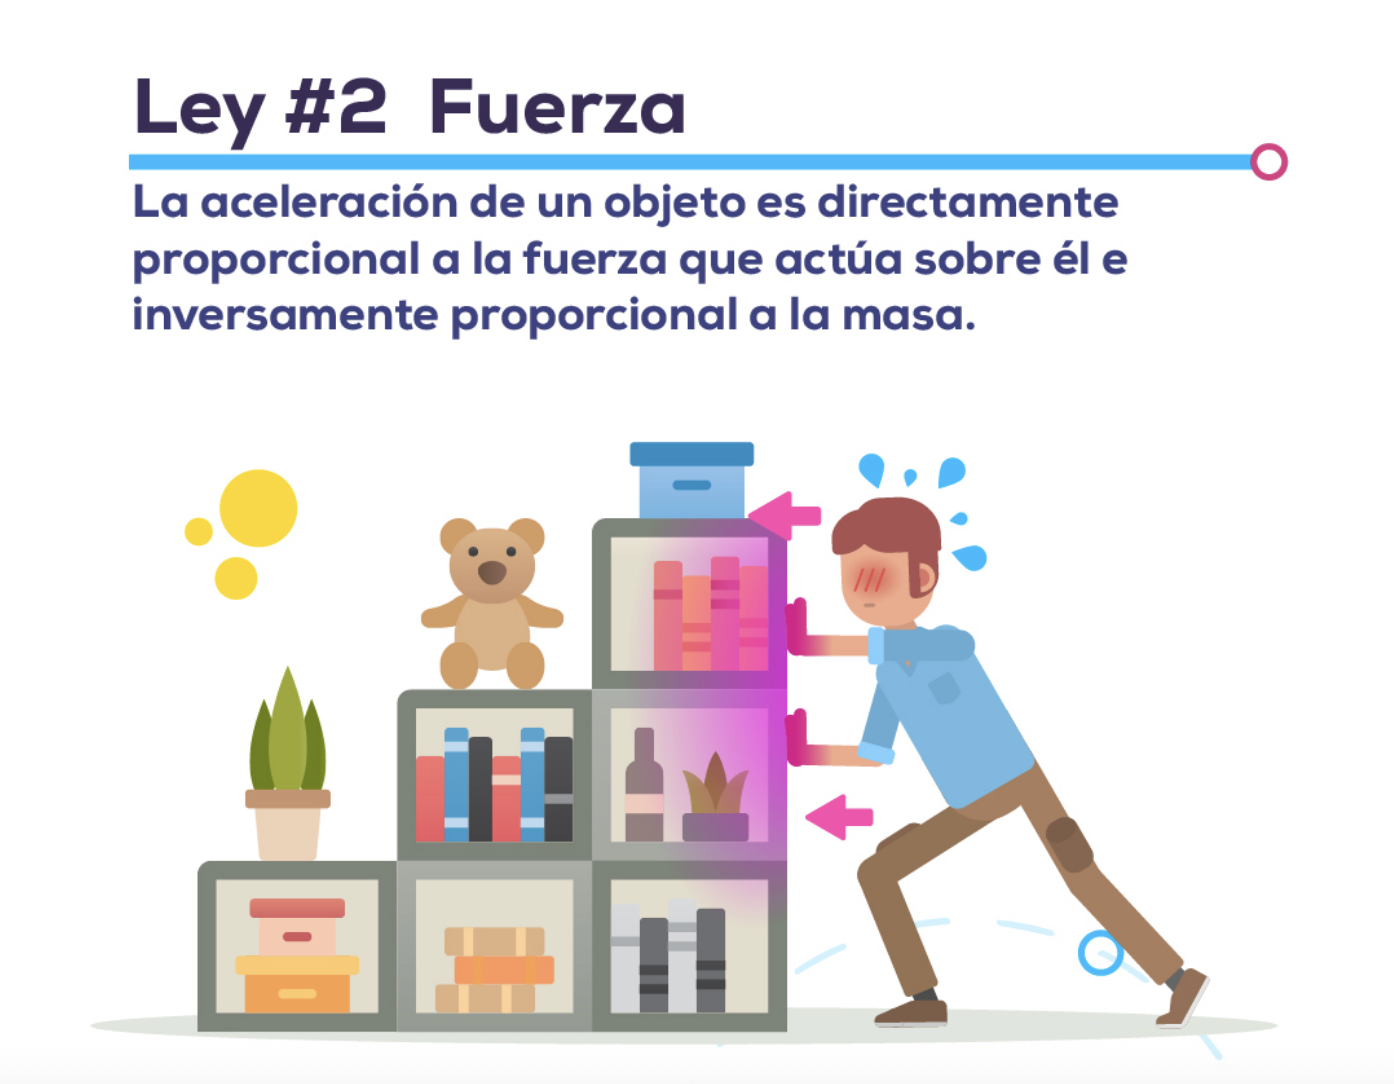 Ley #2 Fuerza
La aceleración de un objeto es directamente
proporcional a la fuerza que actúa sobre él e
inversamente proporcional a la masa.